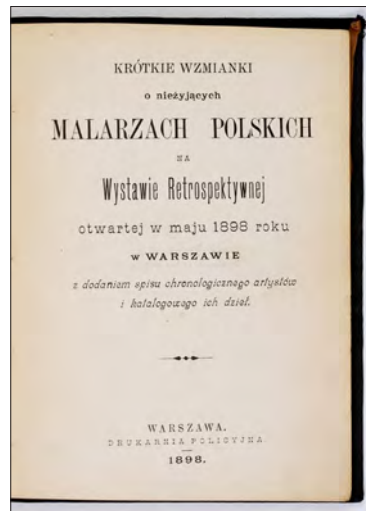 KRÓTKIE WZMIANKI
o nieżyjących
MALARZACH POLSKICH
NA
Wystawie Retrospektywnej
otwartej w maju 1898 roku
W WARSZAWIE
z dodaniem spisu chronologicznego artystów
i katalogowego ich dzieł.
WARSZAWA.
DRUKARNIA POLICYJNA
1898.